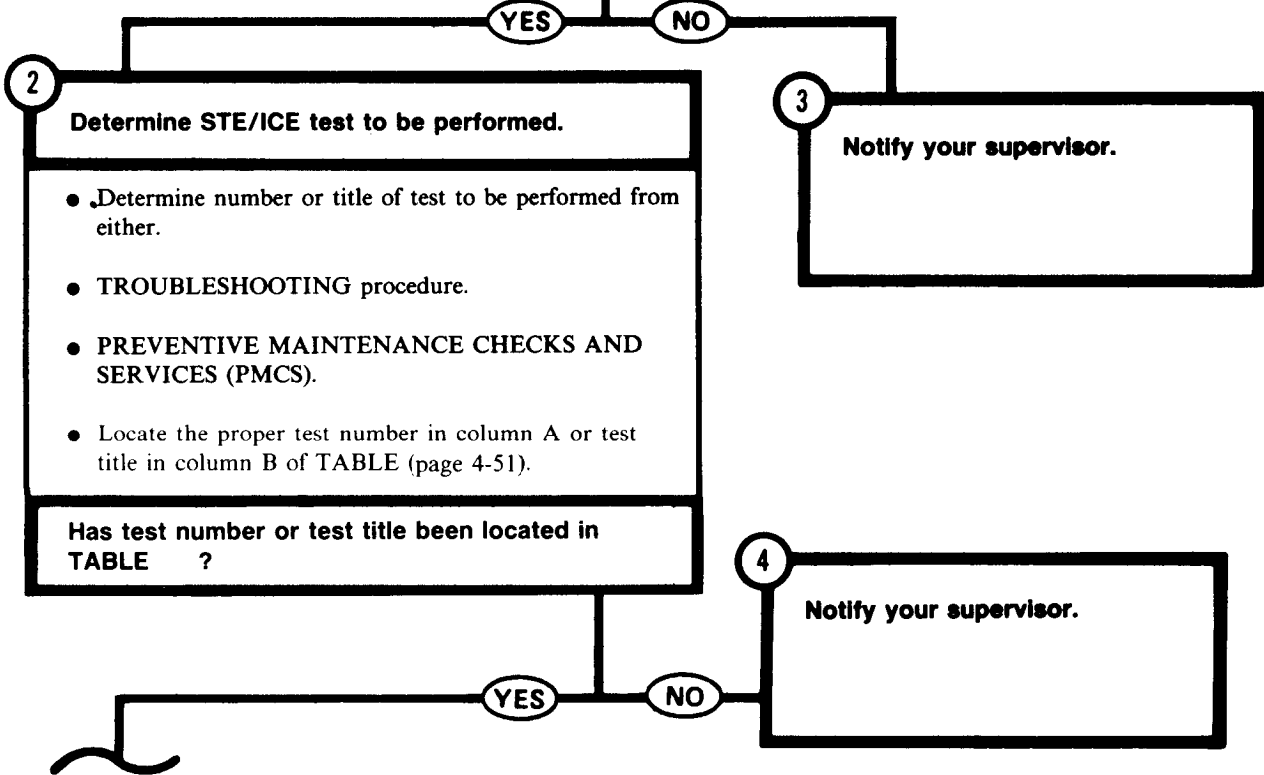 YES NO
2
Determine STE/ICE test to be performed.
● Determine number or title of test to be performed from
either.
● TROUBLESHOOTING procedure.
● PREVENTIVE MAINTENANCE CHECKS AND
SERVICES (PMCS).
● Locate the proper test number in column A or test
title in column B of TABLE (page 4-51).
Has test number or test title been located in
TABLE ?
3
Notify your supervisor.
4
Notify your supervisor.
YES NO